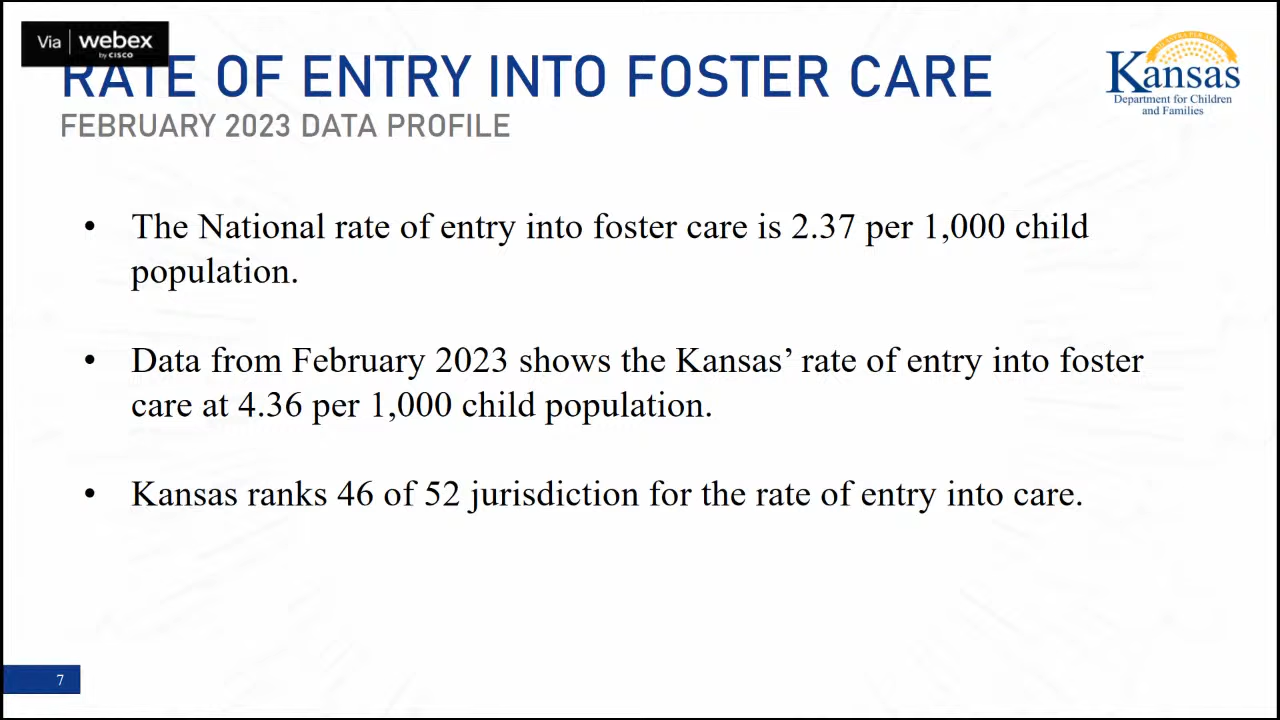 Via webex
by CISCO
RATE OF ENTRY INTO FOSTER CARE
FEBRUARY 2023 DATA PROFILE
Kansas
Department for Children
and Families
• The National rate of entry into foster care is 2.37 per 1,000 child
population.
• Data from February 2023 shows the Kansas’ rate of entry into foster
care at 4.36 per 1,000 child population.
• Kansas ranks 46 of 52 jurisdiction for the rate of entry into care.
7